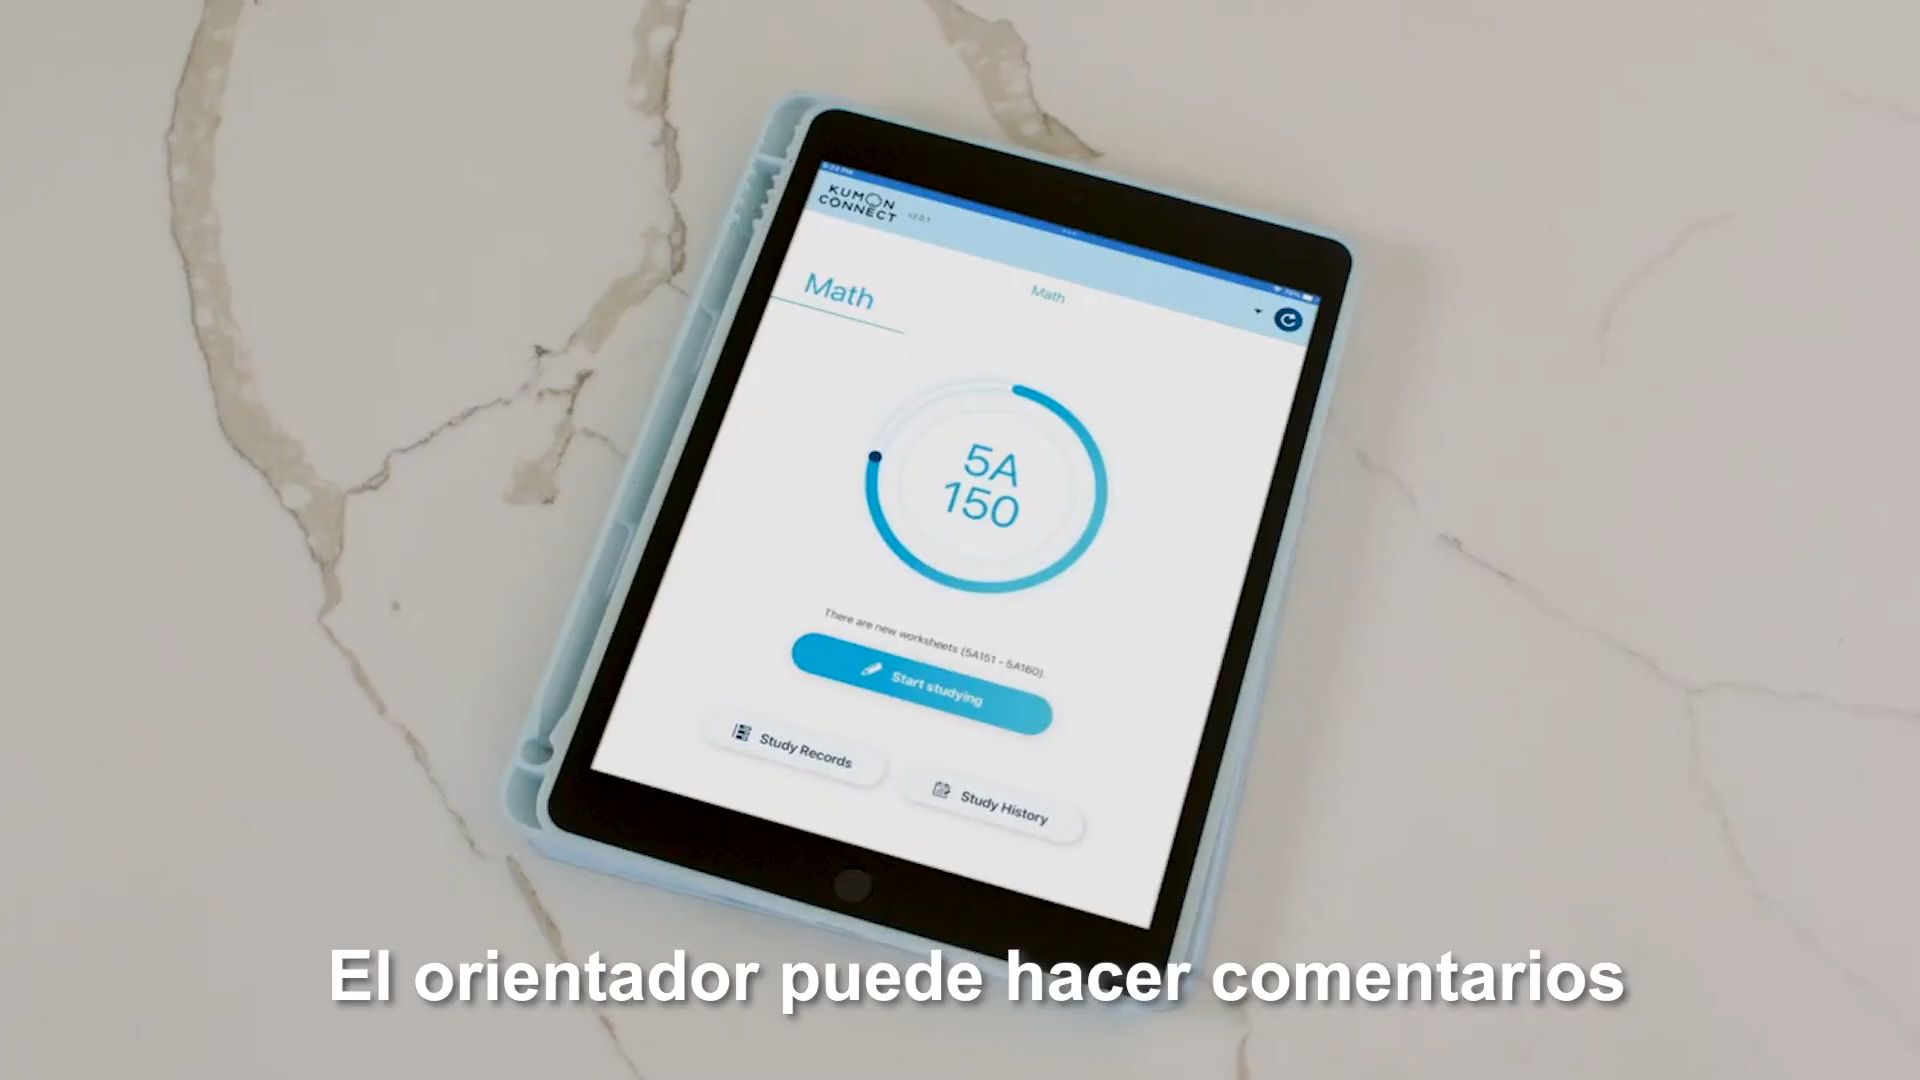 KUMON
CONNECT
Math
Math
5A
150
There are new worksheets (5A151 - 5A160).
Start studying
Study Records
Study History
El orientador puede hacer comentarios